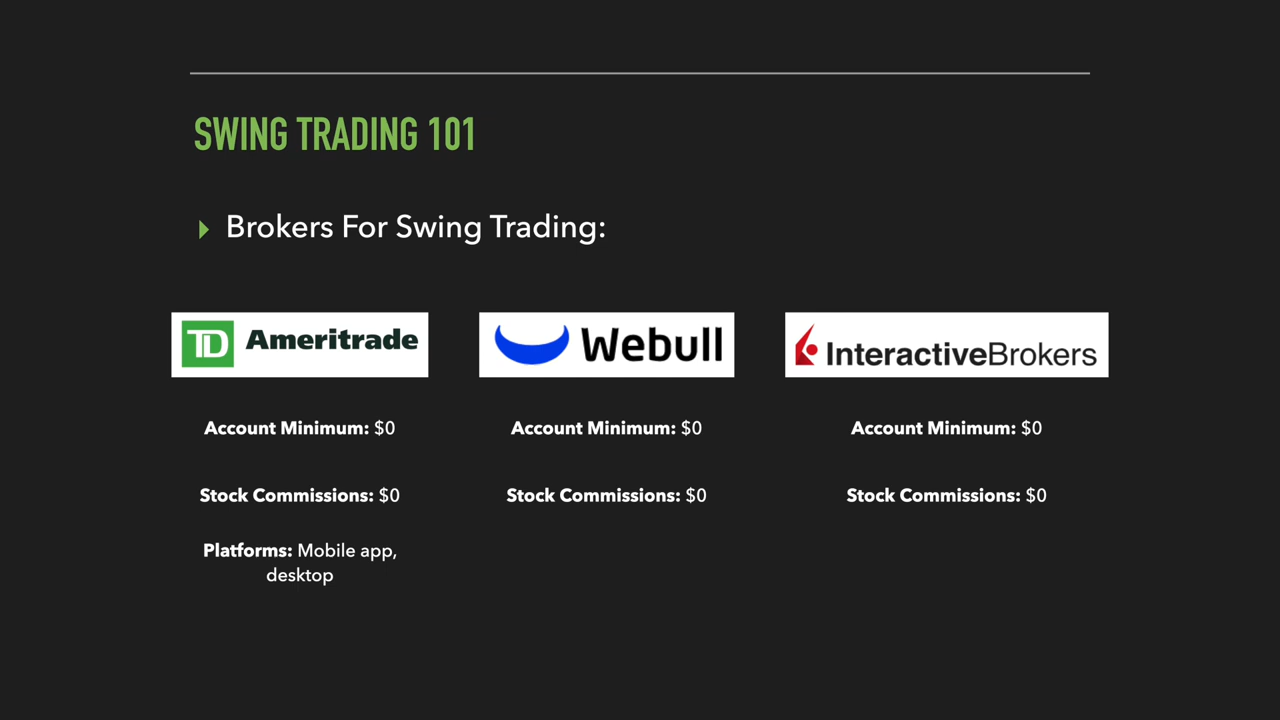 SWING TRADING 101
Brokers For Swing Trading:
TD Ameritrade
Webull
InteractiveBrokers
Account Minimum: $0
Account Minimum: $0
Account Minimum: $0
Stock Commissions: $0
Stock Commissions: $0
Stock Commissions: $0
Platforms: Mobile app,
desktop